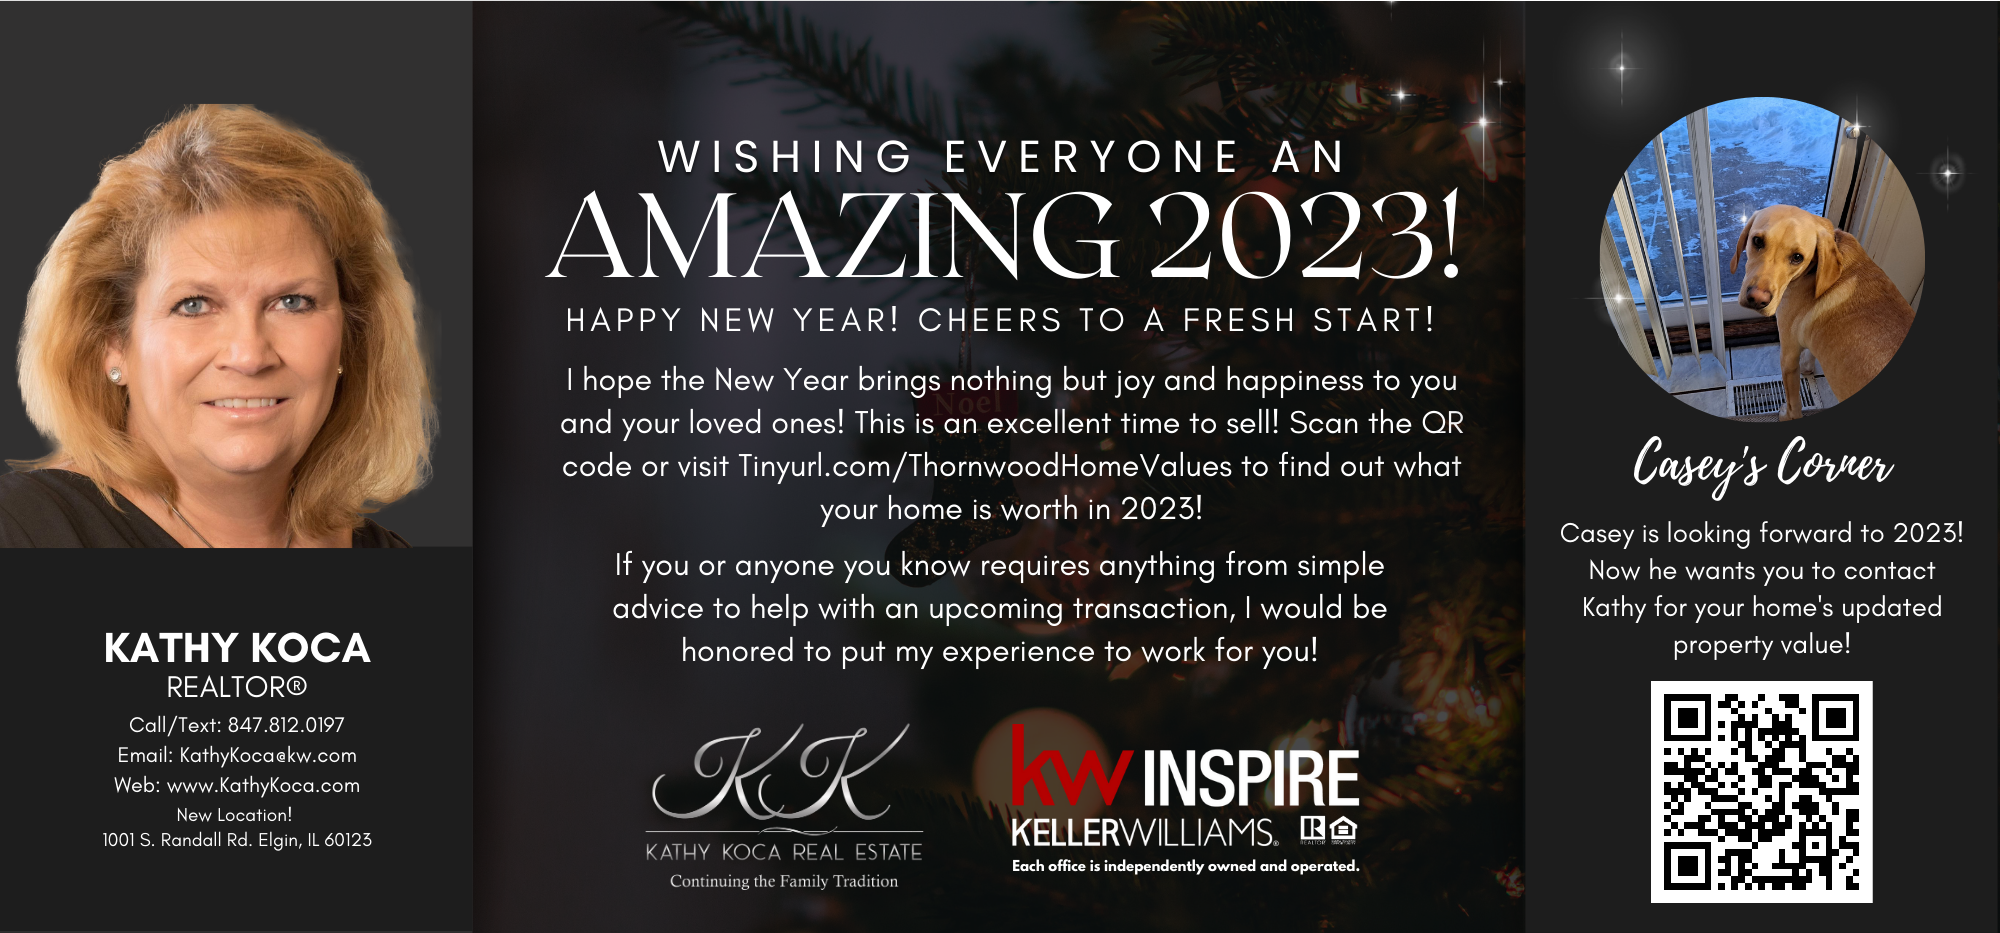 KATHY KOCA
REALTOR®
Call/Text: 847.812.0197
Email: KathyKoca@kw.com
Web: www.KathyKoca.com
New Location!
1001 S. Randall Rd. Elgin, IL 60123
WISHING EVERYONE AN
AMAZING 2023!
HAPPY NEW YEAR! CHEERS TO A FRESH START!
I hope the New Year brings nothing but joy and happiness to you
and your loved ones! This is an excellent time to sell! Scan the QR
code or visit Tinyurl.com/ThornwoodHomeValues to find out what
your home is worth in 2023!
Noel
If you or anyone you know requires anything from simple
advice to help with an upcoming transaction, I would be
honored to put my experience to work for you!
KK
KATHY KOCA REAL ESTATE
Continuing the Family Tradition
kw INSPIRE
KELLERWILLIAMS.
REALTOR
Each office is independently owned and operated.
Casey's Corner
Casey is looking forward to 2023!
Now he wants you to contact
Kathy for your home's updated
property value!